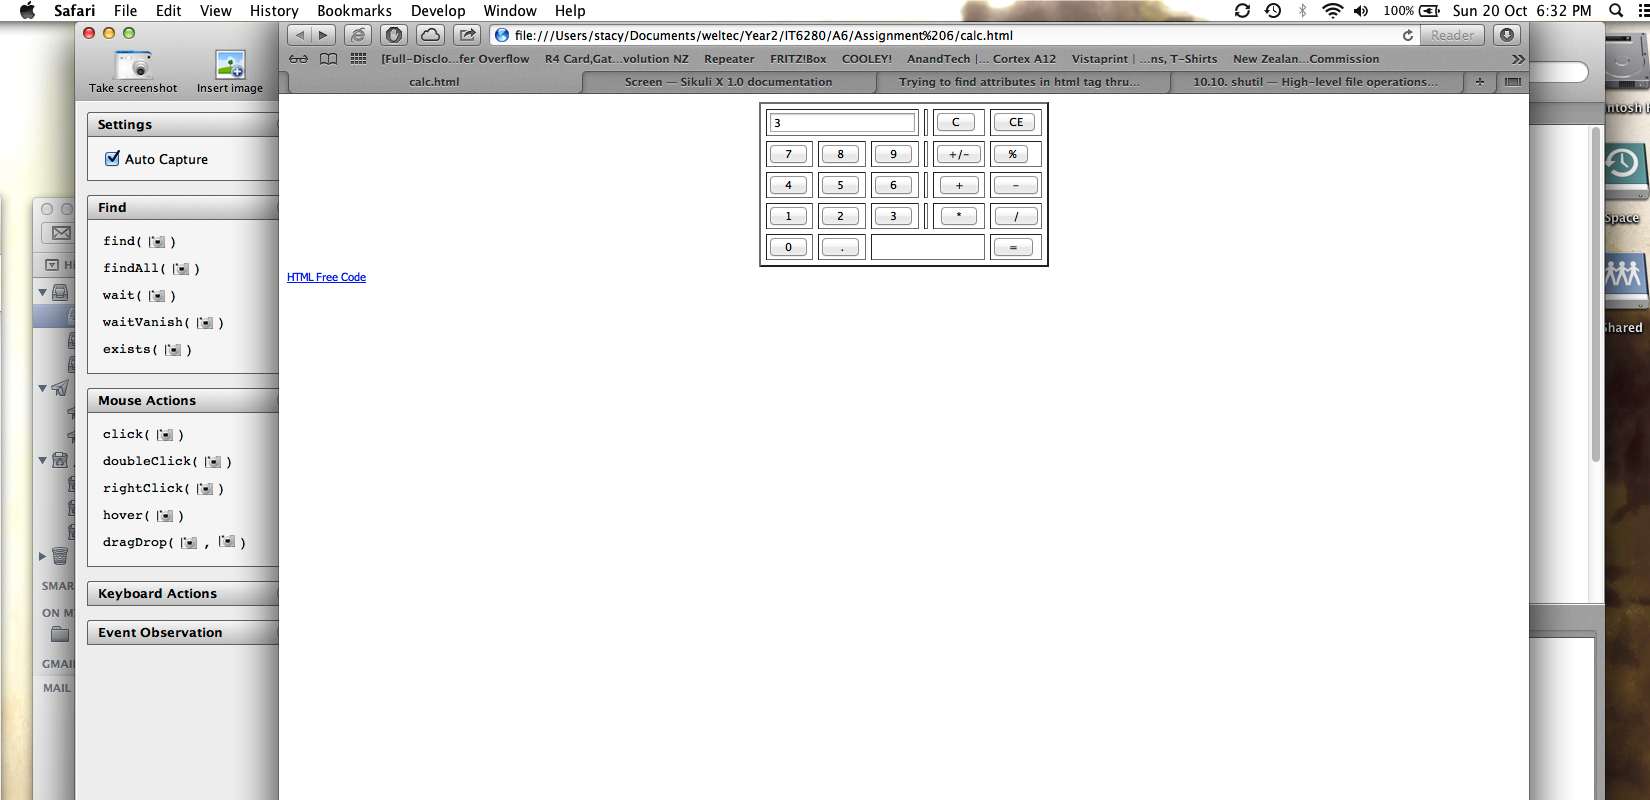 Safari File Edit View History Bookmarks Develop Window Help 100% Sun 20 Oct 6:32 PM
file:///Users/stacy/Documents/weltec/Year2/IT6280/A6/Assignment%206/calc.html Reader
[Full-Disclo...fer Overflow R4 Card,Gat...volution NZ Repeater FRITZ!Box COOLEY! AnandTech |... Cortex A12 Vistaprint | ...ns, T-Shirts New Zealan...Commission
calc.html Screen — Sikuli X 1.0 documentation Trying to find attributes in html tag thru... 10.10. shutil — High-level file operations...
Take screenshot Insert image
Settings
Auto Capture
Find
find( )
findAll( )
wait( )
waitVanish( )
exists( )
Mouse Actions
click( )
doubleClick( )
rightClick( )
hover( )
dragDrop( , )
Keyboard Actions
Event Observation
3 C CE
7 8 9 +/- %
4 5 6 + -
1 2 3 * /
0 . =
HTML Free Code
SMAR
ON M
GMAI
MAIL
ntosh H
Space
Shared